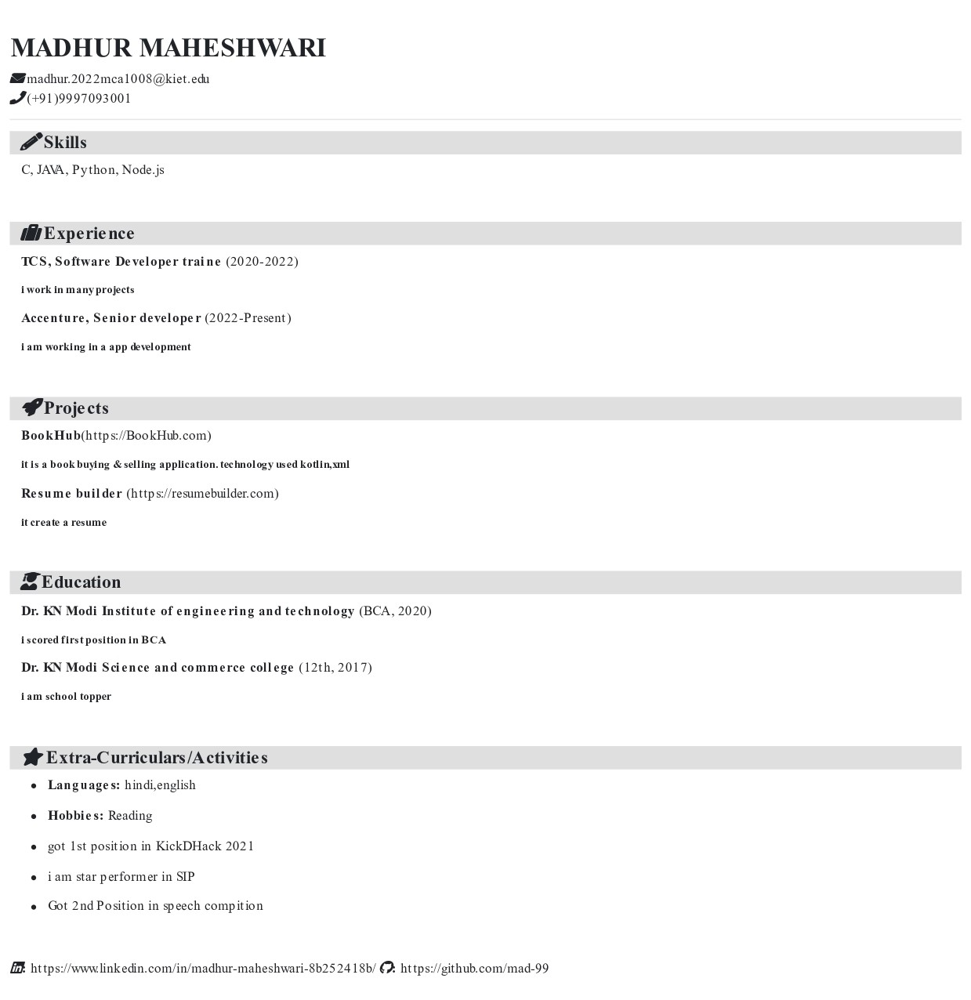 MADHUR MAHESHWARI
madhur.2022mca1008@kiet.edu
(+91)9997093001
Skills
C, JAVA, Python, Node.js
Experience
TCS, Software Developer traine (2020-2022)
i work in many projects
Accenture, Senior developer (2022-Present)
i am working in a app development
Projects
BookHub(https://BookHub.com)
it is a book buying & selling application. technology used kotlin,xml
Resume builder (https://resumebuilder.com)
it create a resume
Education
Dr. KN Modi Institute of engineering and technology (BCA, 2020)
i scored first position in BCA
Dr. KN Modi Science and commerce college (12th, 2017)
i am school topper
Extra-Curriculars/Activities
• Languages: hindi,english
• Hobbies: Reading
• got 1st position in KickDHack 2021
• i am star performer in SIP
• Got 2nd Position in speech compition
: https://www.linkedin.com/in/madhur-maheshwari-8b252418b/ : https://github.com/mad-99